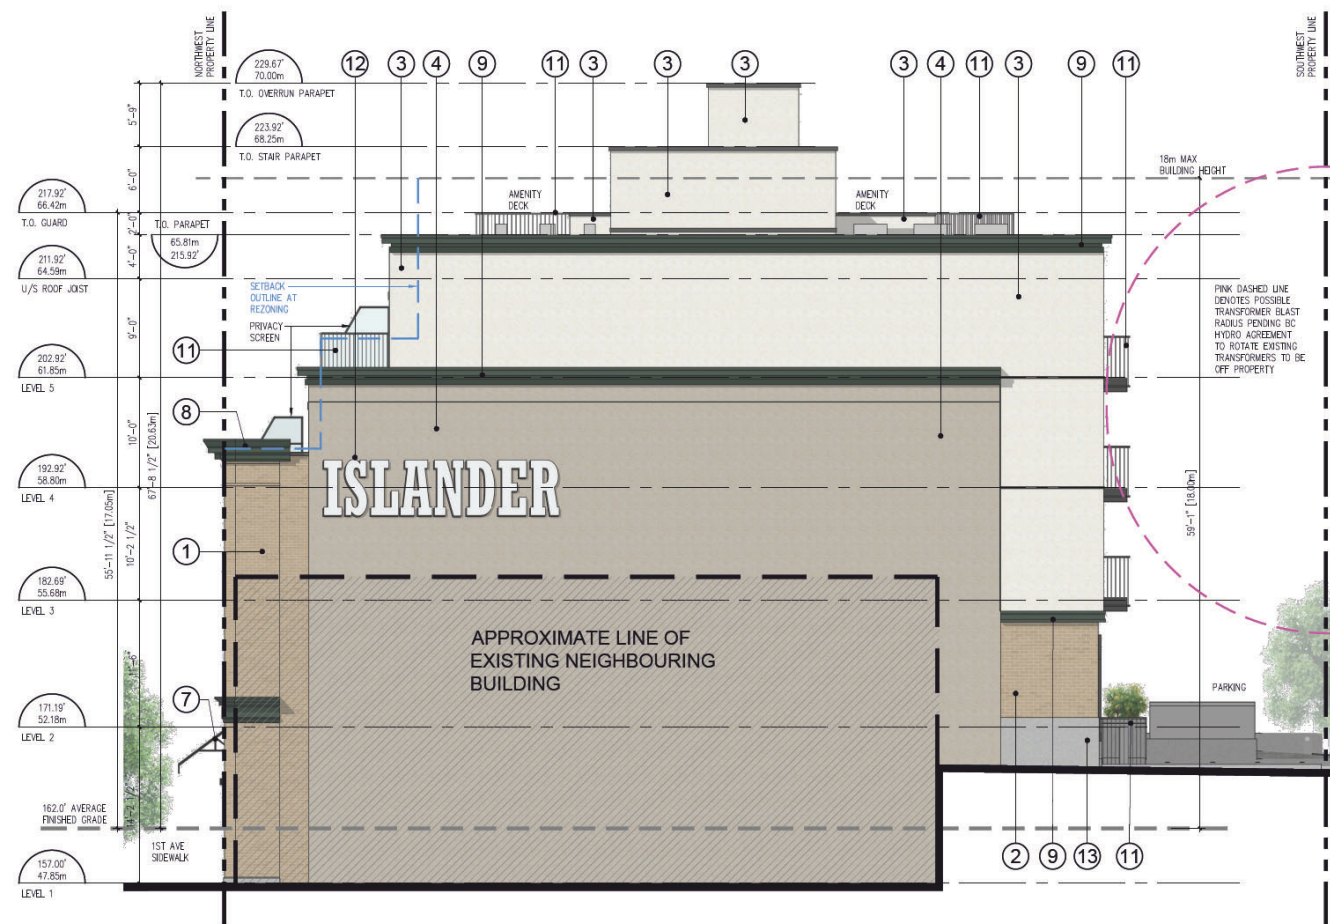 NORTHWEST
PROPERTY LINE
SOUTHWEST
PROPERTY LINE
229.67'
70.00m
T.O. OVERRUN PARAPET
12
3
4
9
11
3
3
3
3
4
11
3
9
11
5'-9"
223.92'
68.25m
T.O. STAIR PARAPET
18m MAX
BUILDING HEIGHT
6'-0"
217.92'
66.42m
T.O. GUARD
AMENITY
DECK
AMENITY
DECK
2'-0"
T.O. PARAPET
65.81m
215.92'
4'-0"
211.92'
64.59m
U/S ROOF JOIST
SETBACK
OUTLINE AT
REZONING
PRIVACY
SCREEN
PINK DASHED LINE
DENOTES POSSIBLE
TRANSFORMER BLAST
RADIUS PENDING BC
HYDRO AGREEMENT
TO ROTATE EXISTING
TRANSFORMERS TO BE
OFF PROPERTY
9'-0"
11
202.92'
61.85m
LEVEL 5
8
10'-0"
67'-8 1/2" [20.63m]
192.92'
58.80m
LEVEL 4
ISLANDER
55'-11 1/2" [17.05m]
10'-2 1/2"
59'-1" [18.00m]
1
182.69'
55.68m
LEVEL 3
APPROXIMATE LINE OF
EXISTING NEIGHBOURING
BUILDING
7
171.19'
52.18m
LEVEL 2
PARKING
14'-2 1/2"
162.0' AVERAGE
FINISHED GRADE
1ST AVE
SIDEWALK
2
9
13
11
157.00'
47.85m
LEVEL 1